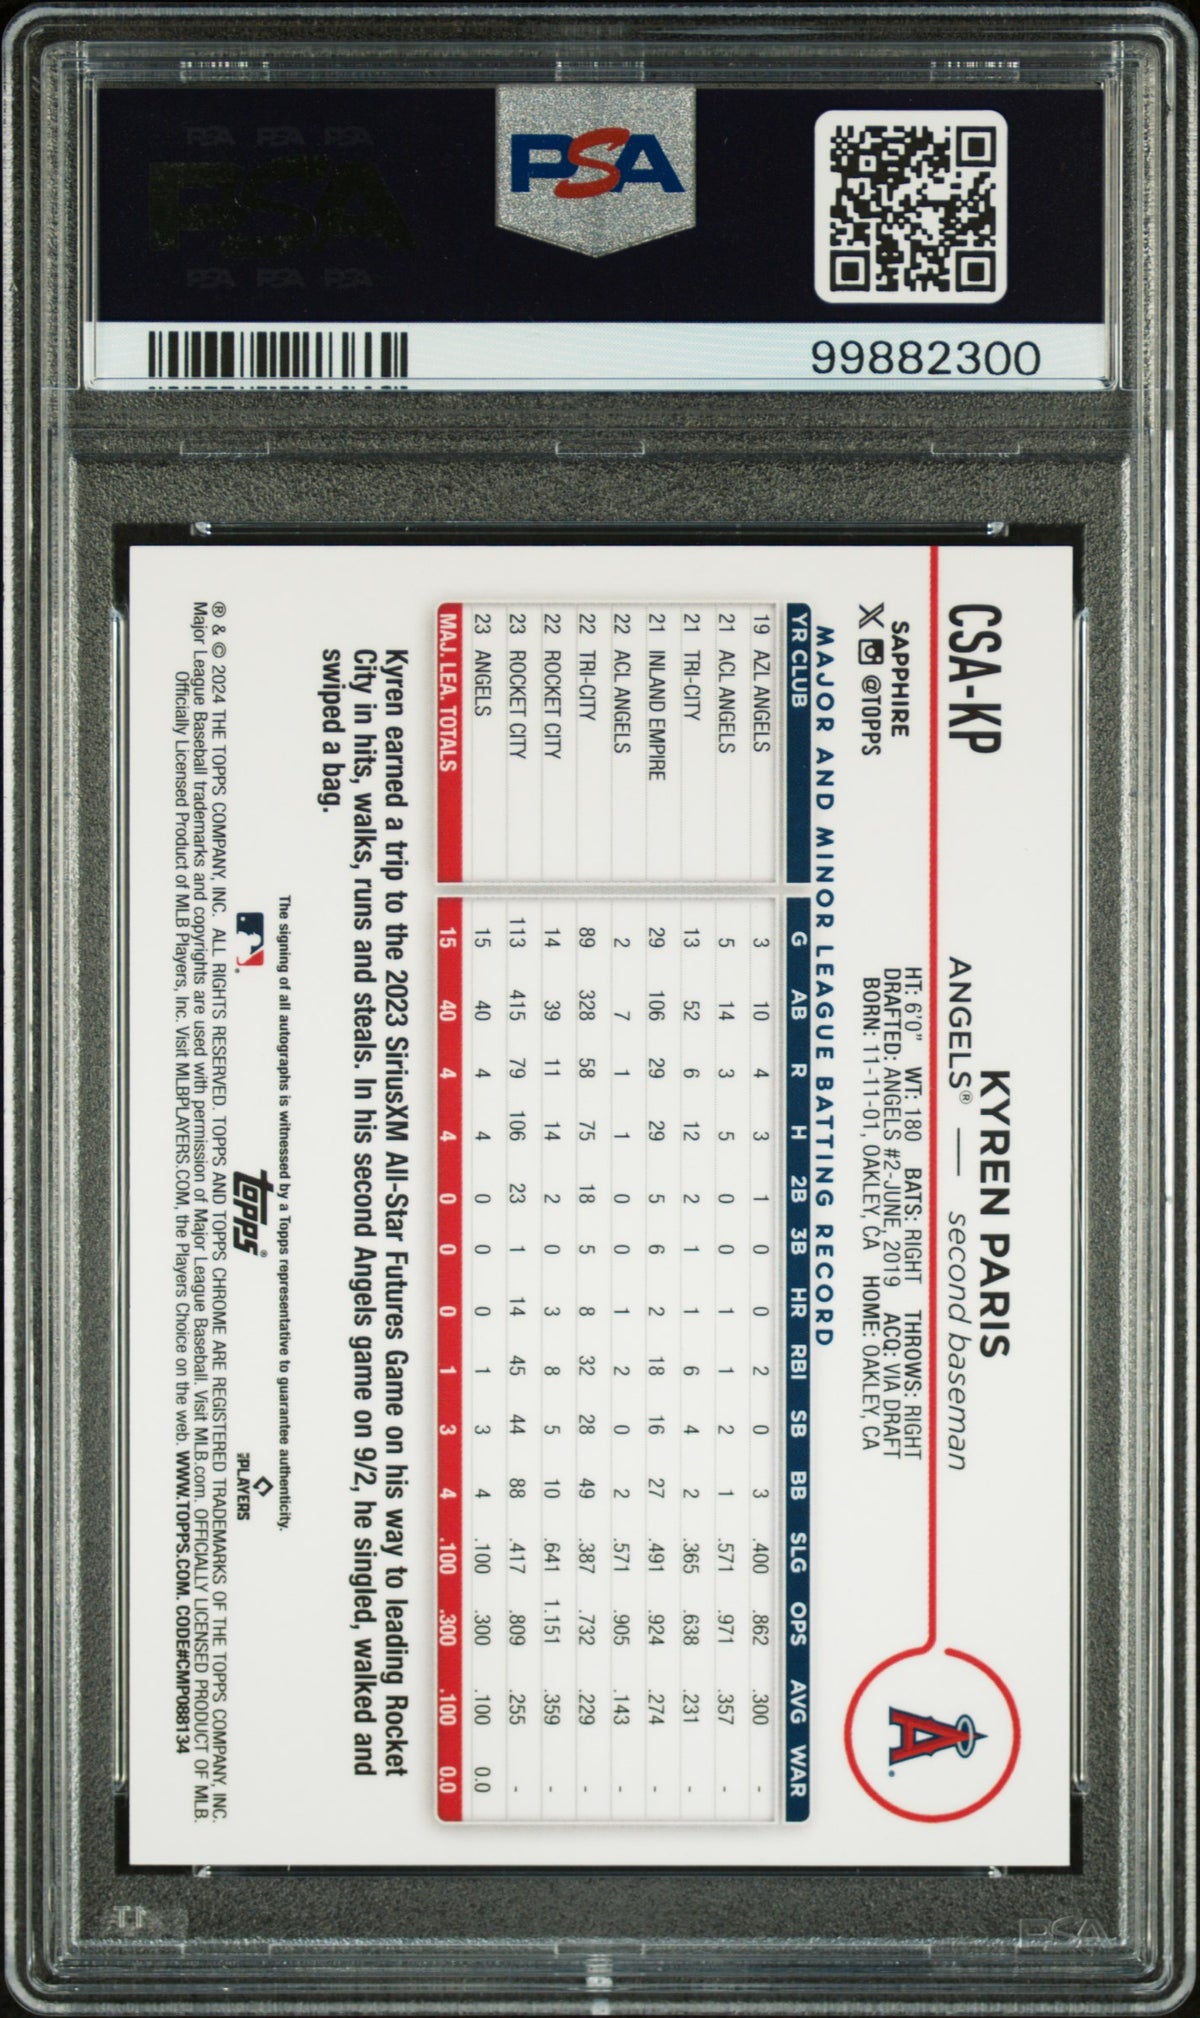 PSA PSA PSA
PSA
PSA PSA PSA
PSA
99882300
CSA-KP
KYREN PARIS
ANGELS® — second baseman
SAPPHIRE
@TOPPS
HT: 6'0" WT: 180 BATS: RIGHT THROWS: RIGHT
DRAFTED: ANGELS #2-JUNE, 2019 ACQ: VIA DRAFT
BORN: 11-11-01, OAKLEY, CA HOME: OAKLEY, CA
MAJOR AND MINOR LEAGUE BATTING RECORD
YR CLUB G AB R H 2B 3B HR RBI SB BB SLG OPS AVG WAR
19 AZL ANGELS 3 10 4 3 1 0 0 2 0 3 .400 .862 .300 -
21 ACL ANGELS 5 14 3 5 0 0 1 1 2 1 .571 .971 .357 -
21 TRI-CITY 13 52 6 12 2 1 1 6 4 2 .365 .638 .231 -
21 INLAND EMPIRE 29 106 29 29 5 6 2 18 16 27 .491 .924 .274 -
22 ACL ANGELS 2 7 1 1 0 0 1 2 0 2 .571 .905 .143 -
22 TRI-CITY 89 328 58 75 18 5 8 32 28 49 .387 .732 .229 -
22 ROCKET CITY 14 39 11 14 2 0 3 8 5 10 .641 1.151 .359 -
23 ROCKET CITY 113 415 79 106 23 1 14 45 44 88 .417 .809 .255 -
23 ANGELS 15 40 4 4 0 0 0 1 3 4 .100 .300 .100 0.0
MAJ. LEA. TOTALS 15 40 4 4 0 0 0 1 3 4 .100 .300 .100 0.0
Kyren earned a trip to the 2023 SiriusXM All-Star Futures Game on his way to leading Rocket
City in hits, walks, runs and steals. In his second Angels game on 9/2, he singled, walked and
swiped a bag.
The signing of all autographs is witnessed by a Topps representative to guarantee authenticity.
topps®
PLAYERS
® & © 2024 THE TOPPS COMPANY, INC. ALL RIGHTS RESERVED. TOPPS AND TOPPS CHROME ARE REGISTERED TRADEMARKS OF THE TOPPS COMPANY, INC.
Major League Baseball trademarks and copyrights are used with permission of Major League Baseball. Visit MLB.com. OFFICIALLY LICENSED PRODUCT OF MLB
Officially Licensed Product of MLB Players, Inc. Visit MLBPLAYERS.COM, the Players Choice on the web. WWW.TOPPS.COM. CODE#CMP088134
PSA